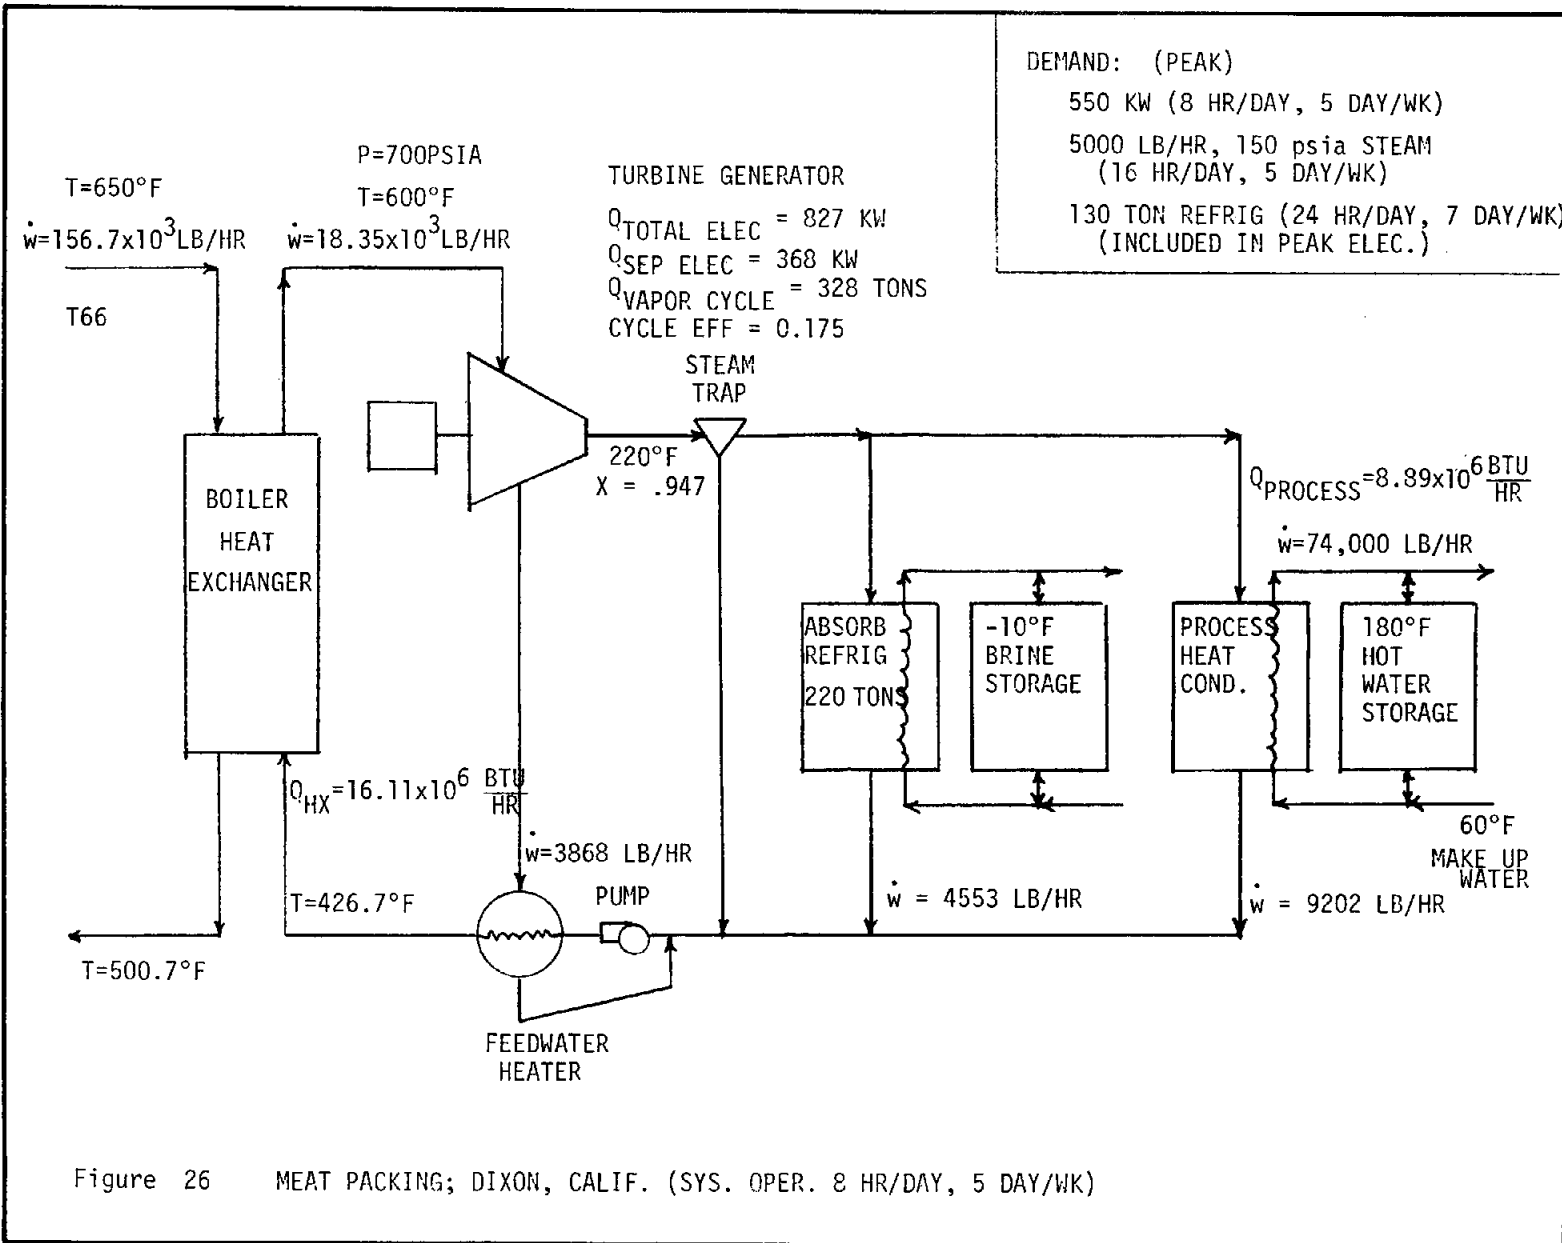 DEMAND: (PEAK)
550 KW (8 HR/DAY, 5 DAY/WK)
5000 LB/HR, 150 psia STEAM
(16 HR/DAY, 5 DAY/WK)
130 TON REFRIG (24 HR/DAY, 7 DAY/WK)
(INCLUDED IN PEAK ELEC.)
T=650°F
ẇ=156.7x10³LB/HR
T66
P=700PSIA
T=600°F
ẇ=18.35x10³LB/HR
TURBINE GENERATOR
Q TOTAL ELEC = 827 KW
Q SEP ELEC = 368 KW
Q VAPOR CYCLE = 328 TONS
CYCLE EFF = 0.175
STEAM
TRAP
220°F
X = .947
Q PROCESS=8.89x10⁶ BTU/HR
ẇ=74,000 LB/HR
BOILER
HEAT
EXCHANGER
ABSORB
REFRIG
220 TONS
-10°F
BRINE
STORAGE
PROCESS
HEAT
COND.
180°F
HOT
WATER
STORAGE
Q HX=16.11x10⁶ BTU/HR
ẇ=3868 LB/HR
PUMP
T=426.7°F
ẇ = 4553 LB/HR
ẇ = 9202 LB/HR
60°F
MAKE UP
WATER
T=500.7°F
FEEDWATER
HEATER
Figure 26 MEAT PACKING; DIXON, CALIF. (SYS. OPER. 8 HR/DAY, 5 DAY/WK)